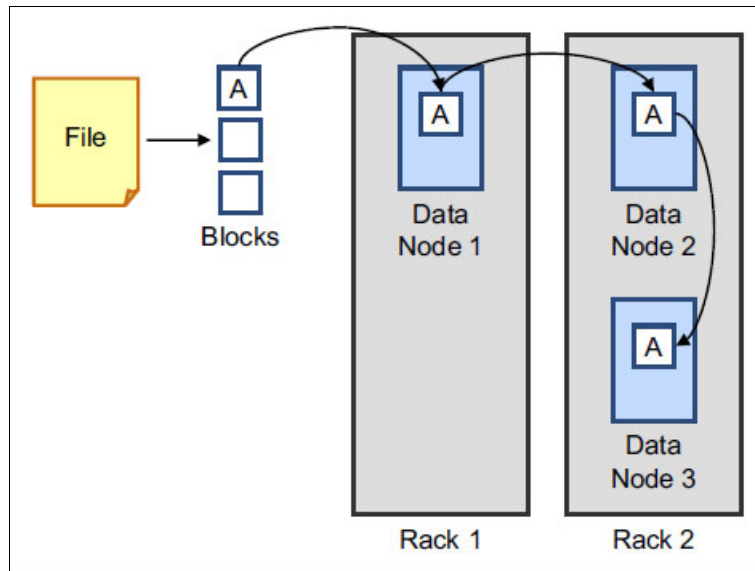 File
A
Blocks
A
Data
Node 1
A
Data
Node 2
A
Data
Node 3
Rack 1
Rack 2